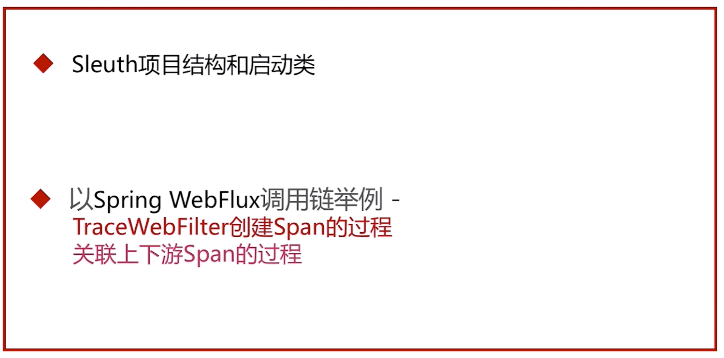 Sleuth项目结构和启动类
以Spring WebFlux调用链举例 -
TraceWebFilter创建Span的过程
关联上下游Span的过程